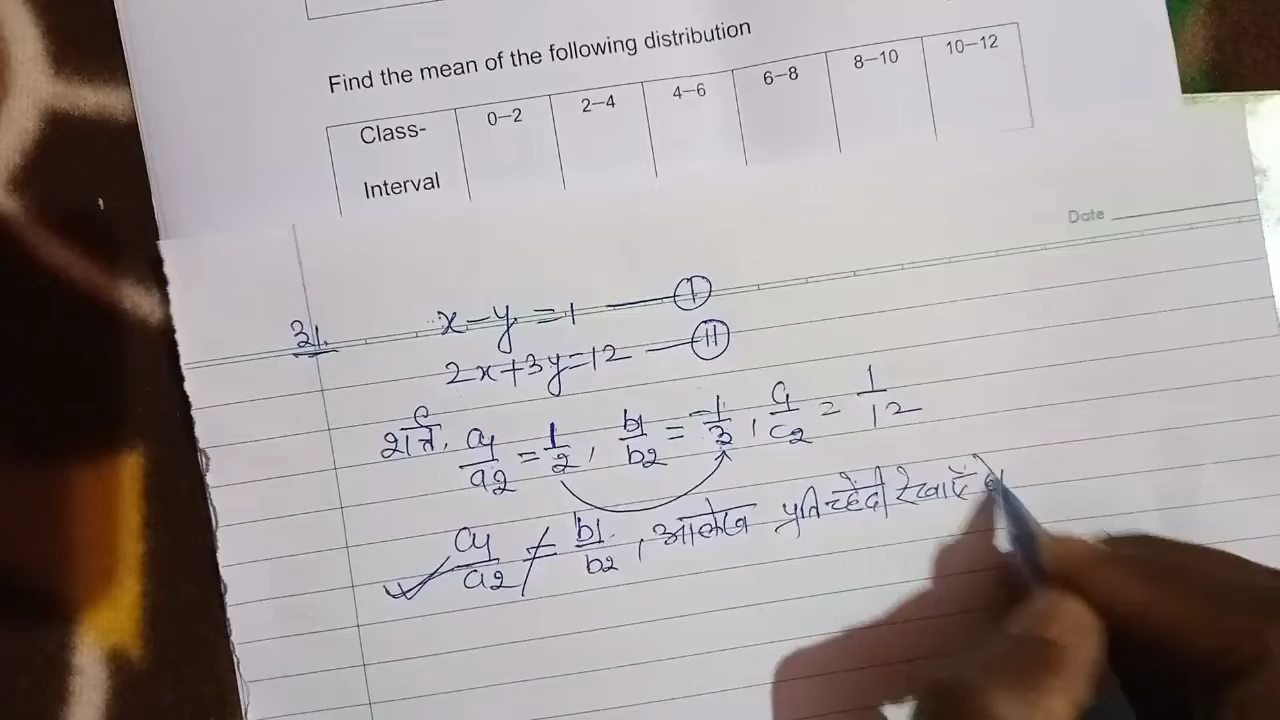 Find the mean of the following distribution
Class- 0–2 2–4 4–6 6–8 8–10 10–12
Interval
Date
31. x-y=1 — (I)
2x+3y=12 — (II)
शर्त, a1/a2 = 1/2, b1/b2 = -1/3, c1/c2 = 1/12
a1/a2 ≠ b1/b2, आलेख प्रतिच्छेदी रेखाएँ